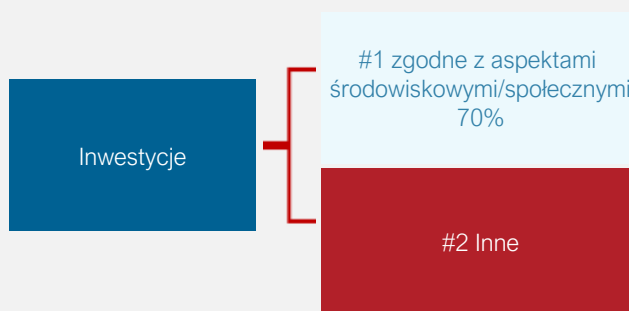 Inwestycje
#1 zgodne z aspektami
środowiskowymi/społecznymi
70%
#2 Inne